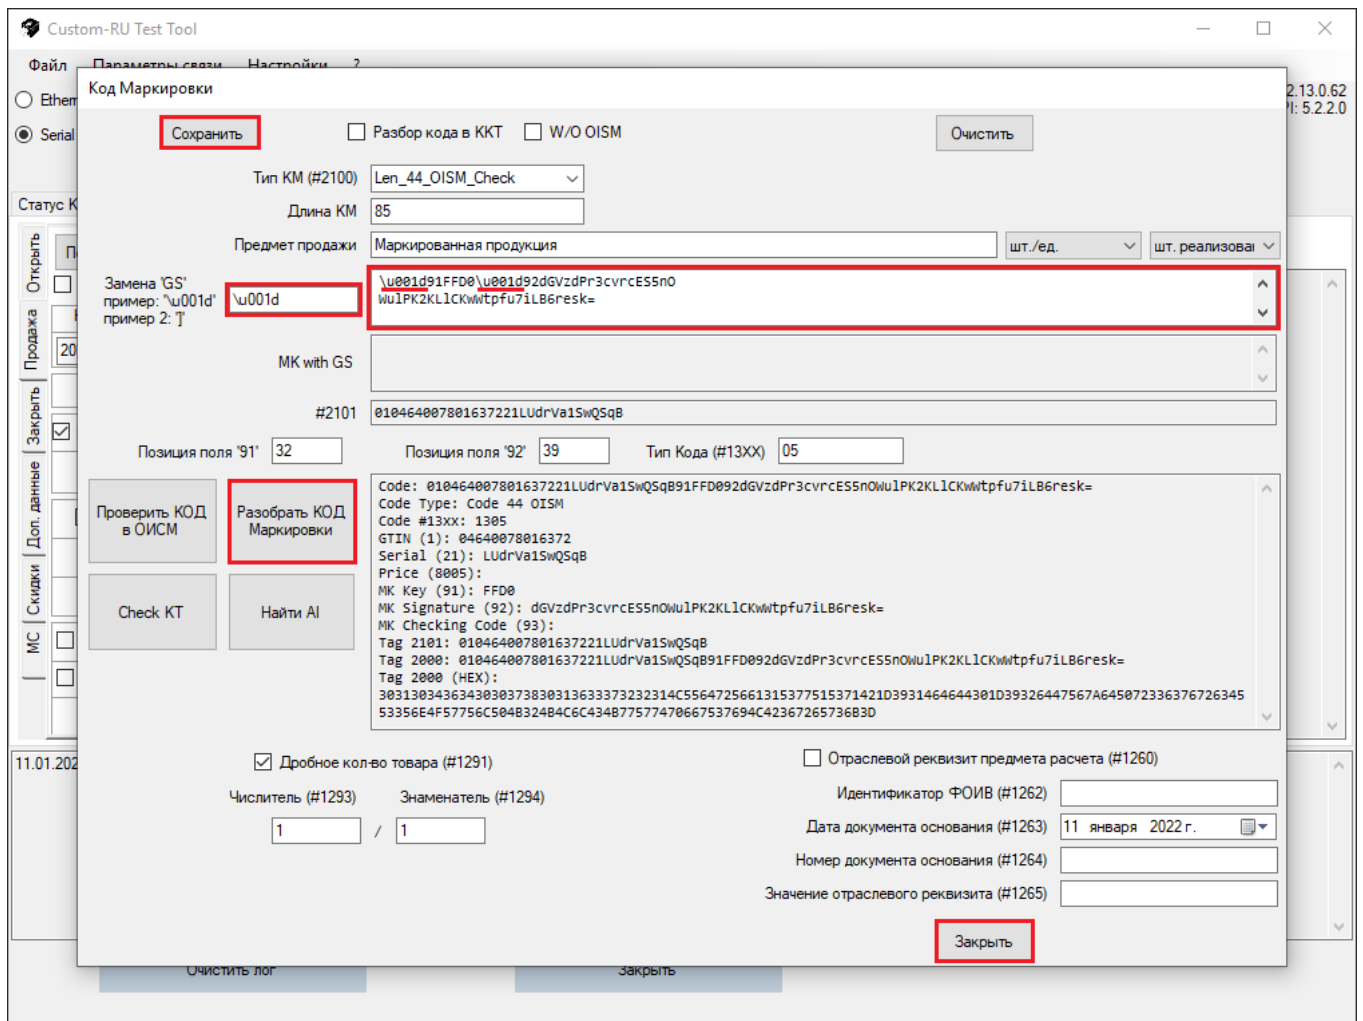 Custom-RU Test Tool
Файл Параметры связи Настройки ?
Ethern
2.13.0.62
Serial
PI: 5.2.2.0
Статус К
Открыть
Продажа
Закрыть
Доп. данные
Скидки
МС
20
11.01.202
Код Маркировки
Сохранить
Разбор кода в ККТ
W/O OISM
Очистить
Тип КМ (#2100)
Len_44_OISM_Check
Длина КМ
85
Предмет продажи
Маркированная продукция
шт./ед.
шт. реализован
Замена 'GS'
пример: "\u001d"
пример 2: ']'
\u001d
\u001d91FFD0\u001d92dGVzdPr3cvrcES5nO
WulPK2KLlCKwWtpfu7iLB6resk=
MK with GS
#2101
010464007801637221LUdrVa1SwQSqB
Позиция поля '91'
32
Позиция поля '92'
39
Тип Кода (#13XX)
05
Проверить КОД
в ОИСМ
Разобрать КОД
Маркировки
Check KT
Найти AI
Code: 010464007801637221LUdrVa1SwQSqB91FFD092dGVzdPr3cvrcES5nOWulPK2KLlCKwWtpfu7iLB6resk=
Code Type: Code 44 OISM
Code #13xx: 1305
GTIN (1): 04640078016372
Serial (21): LUdrVa1SwQSqB
Price (8005):
MK Key (91): FFD0
MK Signature (92): dGVzdPr3cvrcES5nOWulPK2KLlCKwWtpfu7iLB6resk=
MK Checking Code (93):
Tag 2101: 010464007801637221LUdrVa1SwQSqB
Tag 2000: 010464007801637221LUdrVa1SwQSqB91FFD092dGVzdPr3cvrcES5nOWulPK2KLlCKwWtpfu7iLB6resk=
Tag 2000 (HEX):
3031303436343030373830313633373232314C5564725661315377515371421D3931464644301D39326447567A645072336376726345
53356E4F57756C504B324B4C6C434B77577470667537694C42367265736B3D
Дробное кол-во товара (#1291)
Числитель (#1293)
Знаменатель (#1294)
1 / 1
Отраслевой реквизит предмета расчета (#1260)
Идентификатор ФОИВ (#1262)
Дата документа основания (#1263)
11 января 2022 г.
Номер документа основания (#1264)
Значение отраслевого реквизита (#1265)
Закрыть
Очистить лог
Закрыть